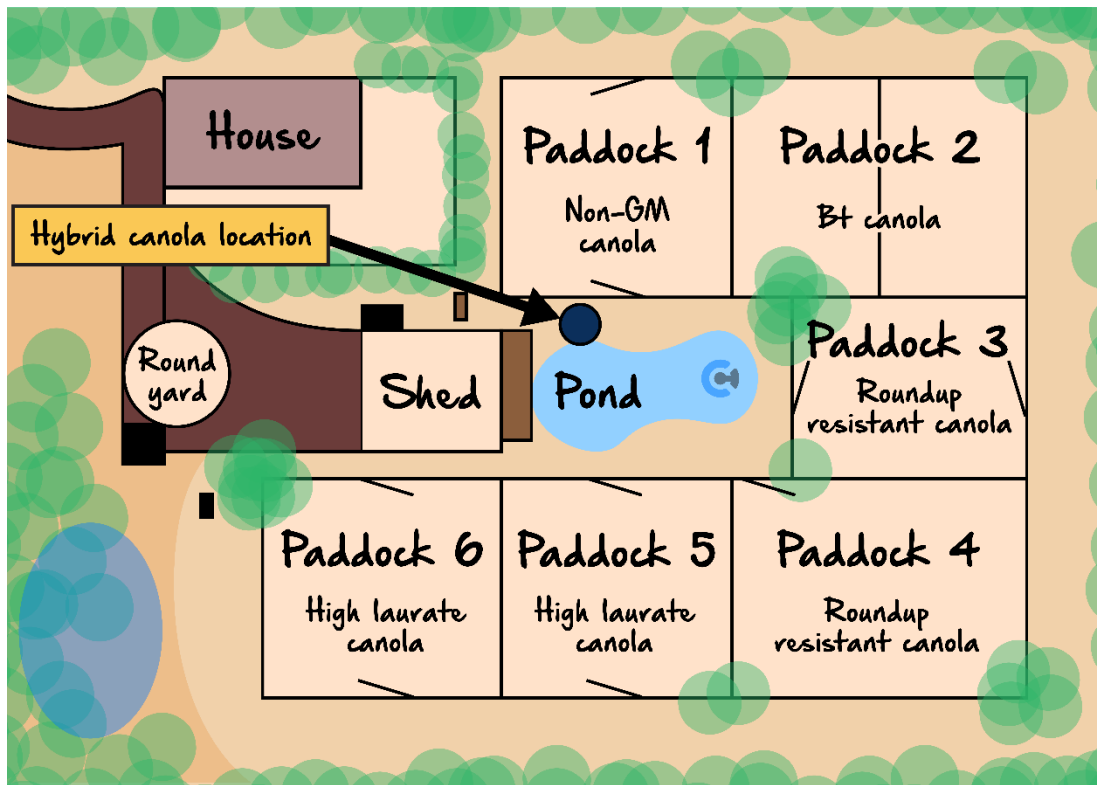 House
Paddock 1
Non-GM
canola
Paddock 2
Bt canola
Hybrid canola location
Round
yard
Shed
Pond
Paddock 3
Roundup
resistant canola
Paddock 6
High laurate
canola
Paddock 5
High laurate
canola
Paddock 4
Roundup
resistant canola